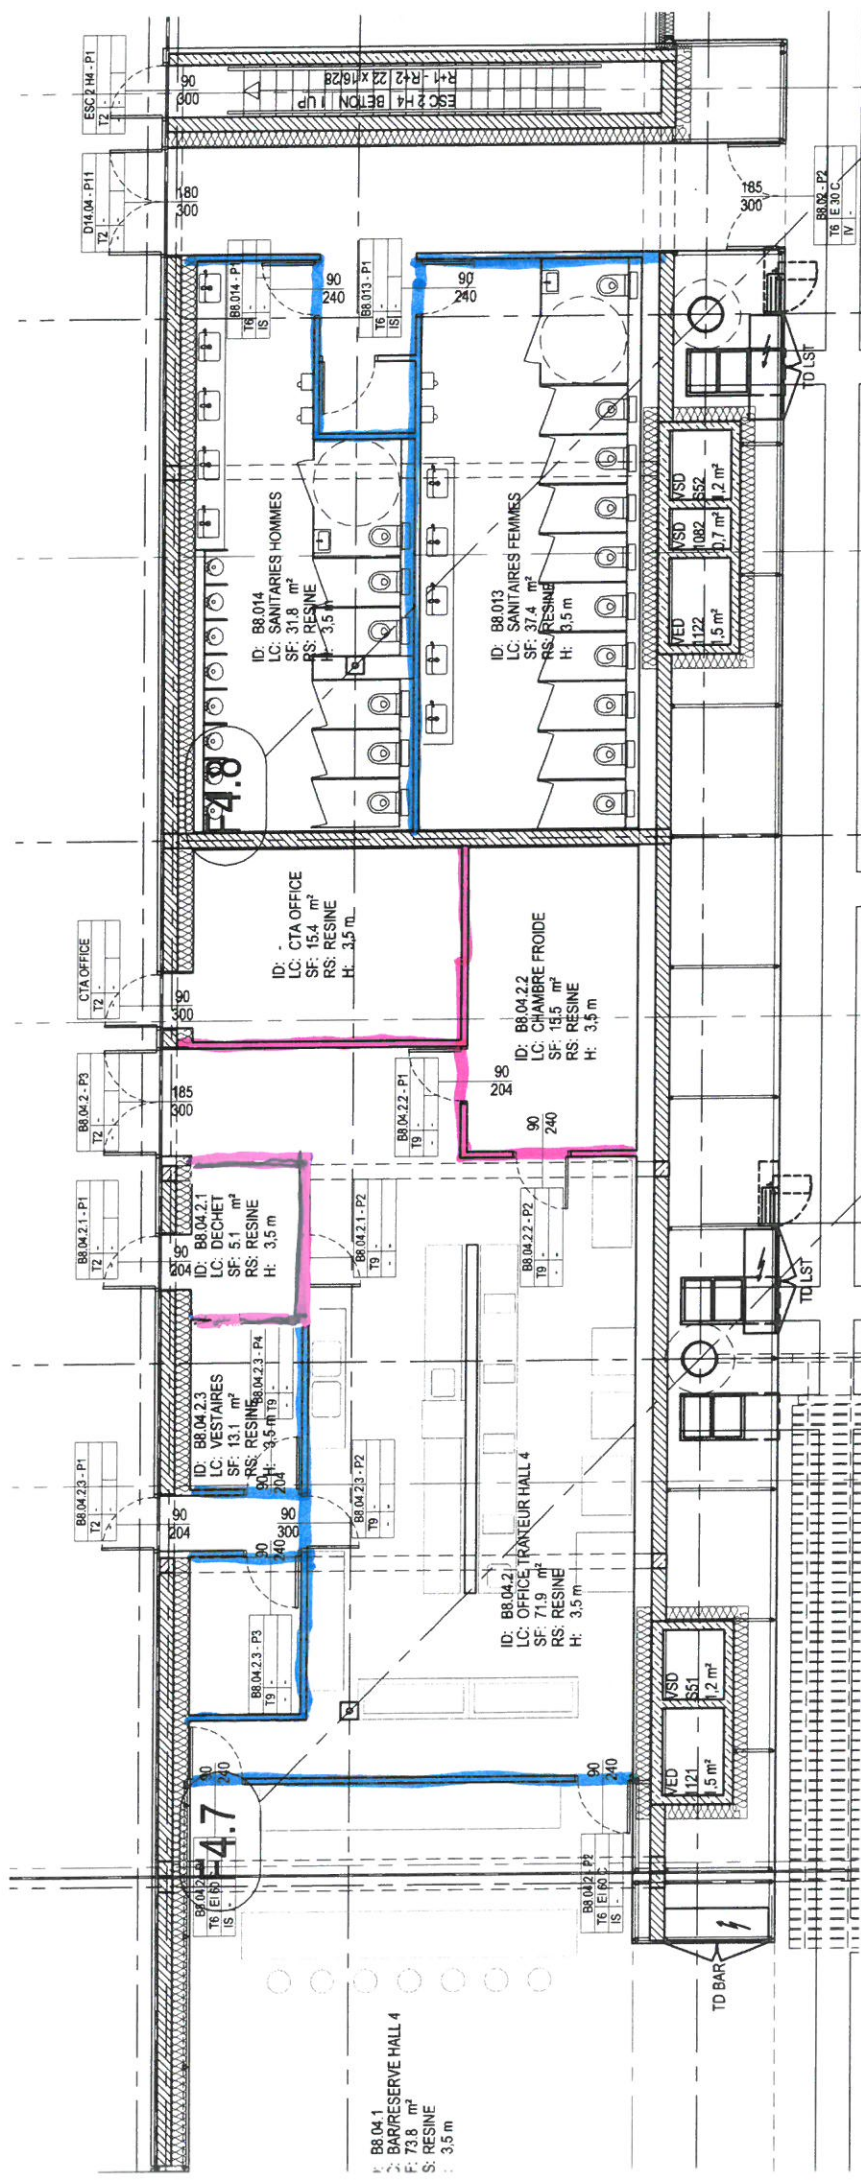 ESC 2 H4 - P1
T2 -
90
300
ESC 2 H4 BETON 1 UP
R+1 - R+2 22 x 16/28
D14.04 - P11
T2 -
180
300
185
300
B8.02 - P2
T6 E 30 C
IV -
B8.014 - P1
T6 -
IS -
90
240
B8.013 - P1
T6 -
IS -
90
240
TD LST
ID: B8.014
LC: SANITAIRIES HOMMES
SF: 31.8 m²
RS: RESINE
H: 3,5 m
ID: B8.013
LC: SANITAIRES FEMMES
SF: 37.4 m²
RS: RESINE
H: 3,5 m
VSD
S52
1,2 m²
VSD
1082
0,7 m²
VED
1122
1,5 m²
4.8
CTA OFFICE
T2 -
90
300
ID: -
LC: CTA OFFICE
SF: 15.4 m²
RS: RESINE
H: 3,5 m
ID: B8.04.2.2
LC: CHAMBRE FROIDE
SF: 15.5 m²
RS: RESINE
H: 3,5 m
B8.04.2 - P3
T2 -
185
300
B8.04.2.2 - P1
T9 -
90
204
90
240
B8.04.2.2 - P2
T9 -
B8.04.2.1 - P1
T2 -
90
204
ID: B8.04.2.1
LC: DECHET
SF: 5.1 m²
RS: RESINE
H: 3,5 m
B8.04.2.1 - P2
T9 -
TD LST
ID: B8.04.2.3
LC: VESTAIRES
SF: 13.1 m²
RS: RESINE
H: 3,5 m
B8.04.2.3 - P4
T9 -
90
204
B8.04.2.3 - P1
T2 -
90
204
90
300
B8.04.2.3 - P2
T9 -
90
240
B8.04.2.3 - P3
T9 -
ID: B8.04.2
LC: OFFICE TRAITEUR HALL 4
SF: 71.9 m²
RS: RESINE
H: 3,5 m
VSD
S51
1,2 m²
VED
1121
1,5 m²
90
240
90
240
4.7
T6 EI 60
IS -
B8.04.2 - P2
T6 EI 60 C
IS -
TD BAR
B8.04.1
BAR/RESERVE HALL 4
F: 73.8 m²
S: RESINE
: 3,5 m